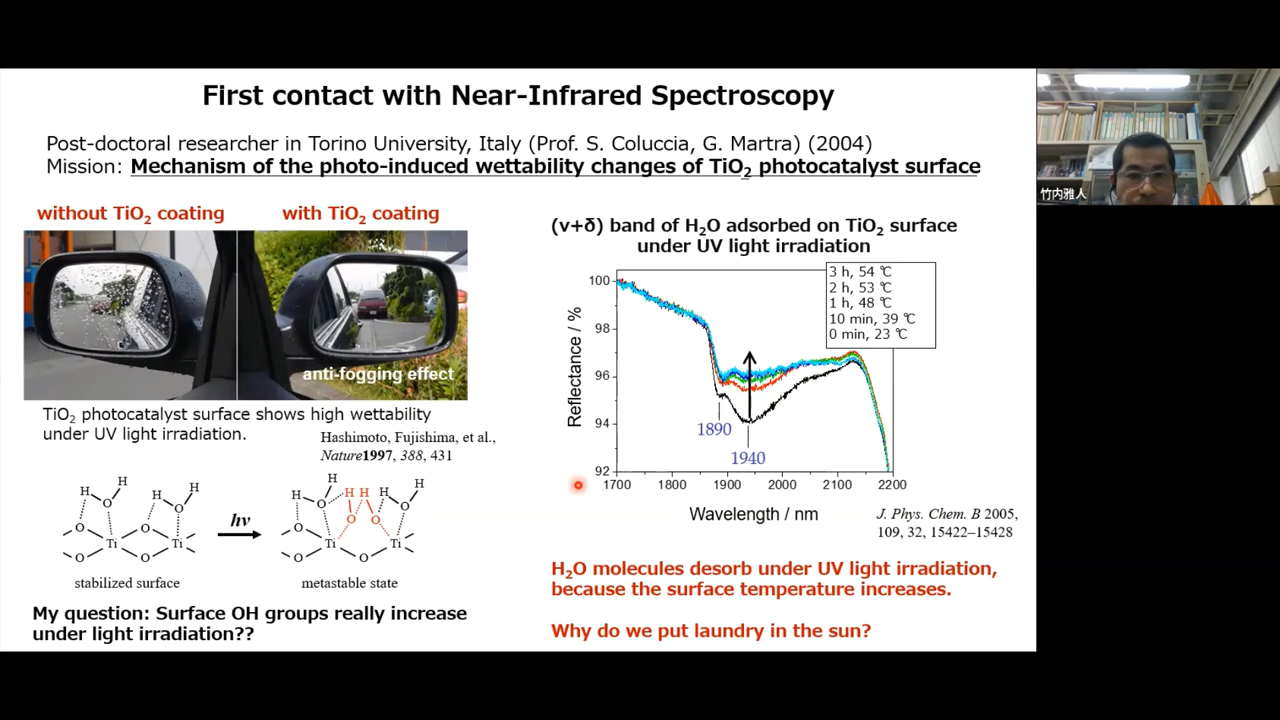 First contact with Near-Infrared Spectroscopy
Post-doctoral researcher in Torino University, Italy (Prof. S. Coluccia, G. Martra) (2004)
Mission: Mechanism of the photo-induced wettability changes of TiO₂ photocatalyst surface
without TiO₂ coating
with TiO₂ coating
anti-fogging effect
TiO₂ photocatalyst surface shows high wettability
under UV light irradiation.
Hashimoto, Fujishima, et al.,
Nature1997, 388, 431
H H H H
O O
O O
Ti Ti
O O O
stabilized surface
hν
H H H H H H H
O O
O O O O
Ti Ti
O O O
metastable state
My question: Surface OH groups really increase
under light irradiation??
(ν+δ) band of H₂O adsorbed on TiO₂ surface
under UV light irradiation
3 h, 54 ℃
2 h, 53 ℃
1 h, 48 ℃
10 min, 39 ℃
0 min, 23 ℃
Reflectance / %
100
98
96
94
92
1890
1940
1700 1800 1900 2000 2100 2200
Wavelength / nm
J. Phys. Chem. B 2005,
109, 32, 15422–15428
H₂O molecules desorb under UV light irradiation,
because the surface temperature increases.
Why do we put laundry in the sun?
竹内雅人